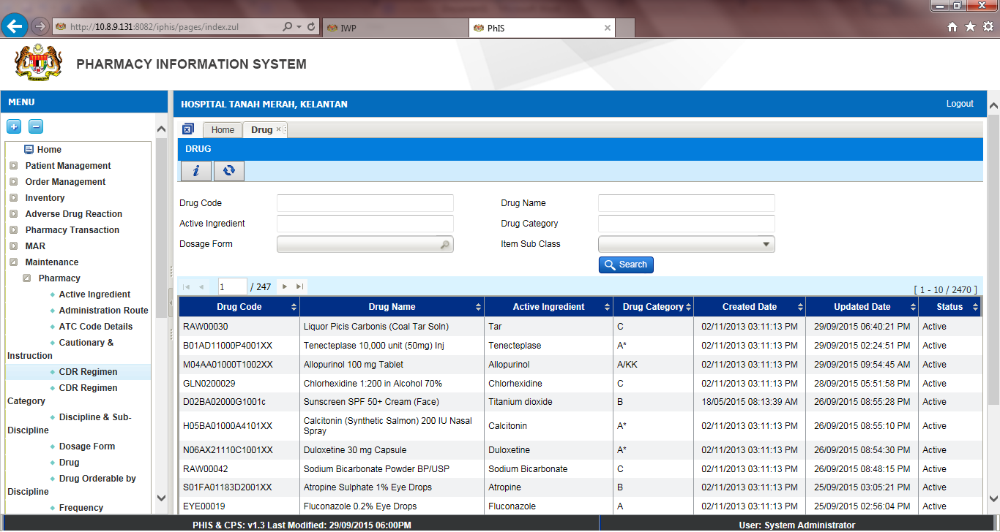 http://10.8.9.131:8082/iphis/pages/index.zul
IWP
PhIS
PHARMACY INFORMATION SYSTEM
MENU
HOSPITAL TANAH MERAH, KELANTAN
Logout
Home
Patient Management
Order Management
Inventory
Adverse Drug Reaction
Pharmacy Transaction
MAR
Maintenance
Pharmacy
Active Ingredient
Administration Route
ATC Code Details
Cautionary &
Instruction
CDR Regimen
CDR Regimen
Category
Discipline & Sub-
Discipline
Dosage Form
Drug
Drug Orderable by
Discipline
Frequency
Home
Drug
DRUG
Drug Code
Drug Name
Active Ingredient
Drug Category
Dosage Form
Item Sub Class
Search
1 / 247
[ 1 - 10 / 2470 ]
Drug Code Drug Name Active Ingredient Drug Category Created Date Updated Date Status
RAW00030 Liquor Picis Carbonis (Coal Tar Soln) Tar C 02/11/2013 03:11:13 PM 29/09/2015 06:40:21 PM Active
B01AD11000P4001XX Tenecteplase 10,000 unit (50mg) Inj Tenecteplase A* 02/11/2013 03:11:13 PM 29/09/2015 02:24:51 PM Active
M04AA01000T1002XX Allopurinol 100 mg Tablet Allopurinol A/KK 02/11/2013 03:11:13 PM 29/09/2015 09:54:45 AM Active
GLN0200029 Chlorhexidine 1:200 in Alcohol 70% Chlorhexidine C 02/11/2013 03:11:13 PM 28/09/2015 05:51:58 PM Active
D02BA02000G1001c Sunscreen SPF 50+ Cream (Face) Titanium dioxide B 18/05/2015 08:13:39 AM 26/09/2015 08:55:28 PM Active
H05BA01000A4101XX Calcitonin (Synthetic Salmon) 200 IU Nasal Spray Calcitonin A* 02/11/2013 03:11:13 PM 26/09/2015 08:55:10 PM Active
N06AX21110C1001XX Duloxetine 30 mg Capsule Duloxetine A* 02/11/2013 03:11:13 PM 26/09/2015 08:54:30 PM Active
RAW00042 Sodium Bicarbonate Powder BP/USP Sodium Bicarbonate C 02/11/2013 03:11:13 PM 26/09/2015 08:48:15 PM Active
S01FA01183D2001XX Atropine Sulphate 1% Eye Drops Atropine B 02/11/2013 03:11:13 PM 25/09/2015 03:05:21 PM Active
EYE00019 Fluconazole 0.2% Eye Drops Fluconazole A 02/11/2013 03:11:13 PM 25/09/2015 02:56:04 PM Active
PHIS & CPS: v1.3 Last Modified: 29/09/2015 06:00PM
User: System Administrator